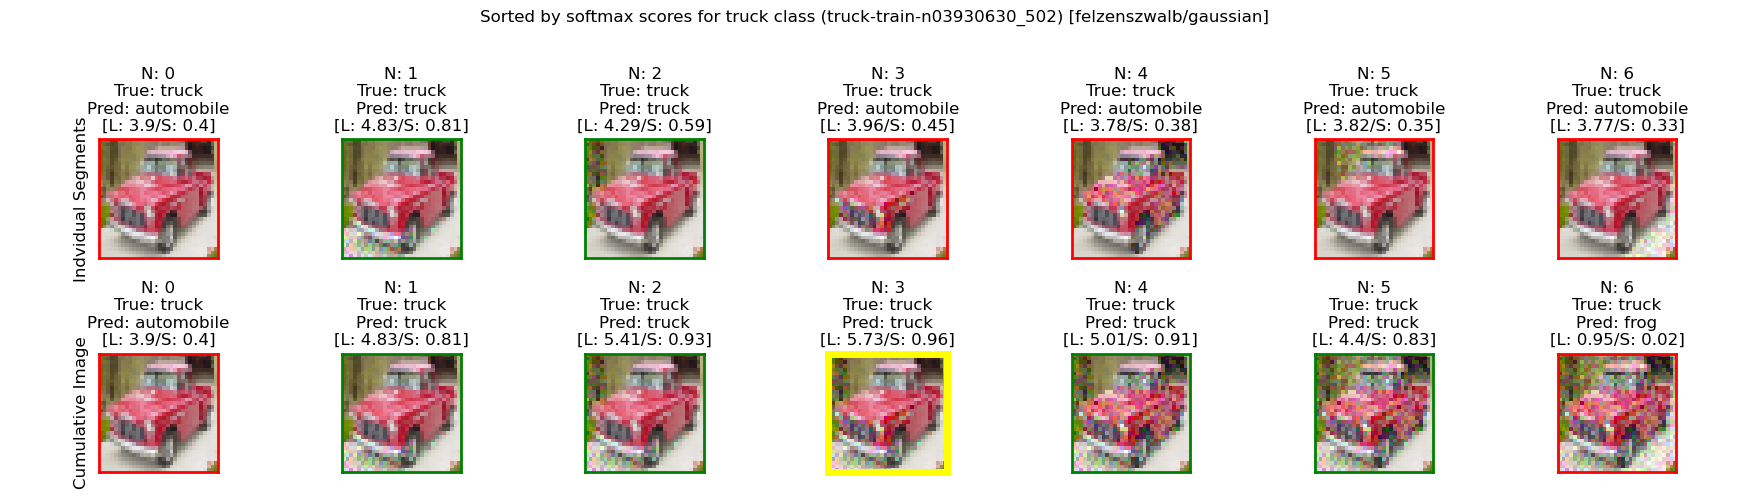 Sorted by softmax scores for truck class (truck-train-n03930630_502) [felzenszwalb/gaussian]
Indvidual Segments
N: 0
True: truck
Pred: automobile
[L: 3.9/S: 0.4]
N: 1
True: truck
Pred: truck
[L: 4.83/S: 0.81]
N: 2
True: truck
Pred: truck
[L: 4.29/S: 0.59]
N: 3
True: truck
Pred: automobile
[L: 3.96/S: 0.45]
N: 4
True: truck
Pred: automobile
[L: 3.78/S: 0.38]
N: 5
True: truck
Pred: automobile
[L: 3.82/S: 0.35]
N: 6
True: truck
Pred: automobile
[L: 3.77/S: 0.33]
Cumulative Image
N: 0
True: truck
Pred: automobile
[L: 3.9/S: 0.4]
N: 1
True: truck
Pred: truck
[L: 4.83/S: 0.81]
N: 2
True: truck
Pred: truck
[L: 5.41/S: 0.93]
N: 3
True: truck
Pred: truck
[L: 5.73/S: 0.96]
N: 4
True: truck
Pred: truck
[L: 5.01/S: 0.91]
N: 5
True: truck
Pred: truck
[L: 4.4/S: 0.83]
N: 6
True: truck
Pred: frog
[L: 0.95/S: 0.02]